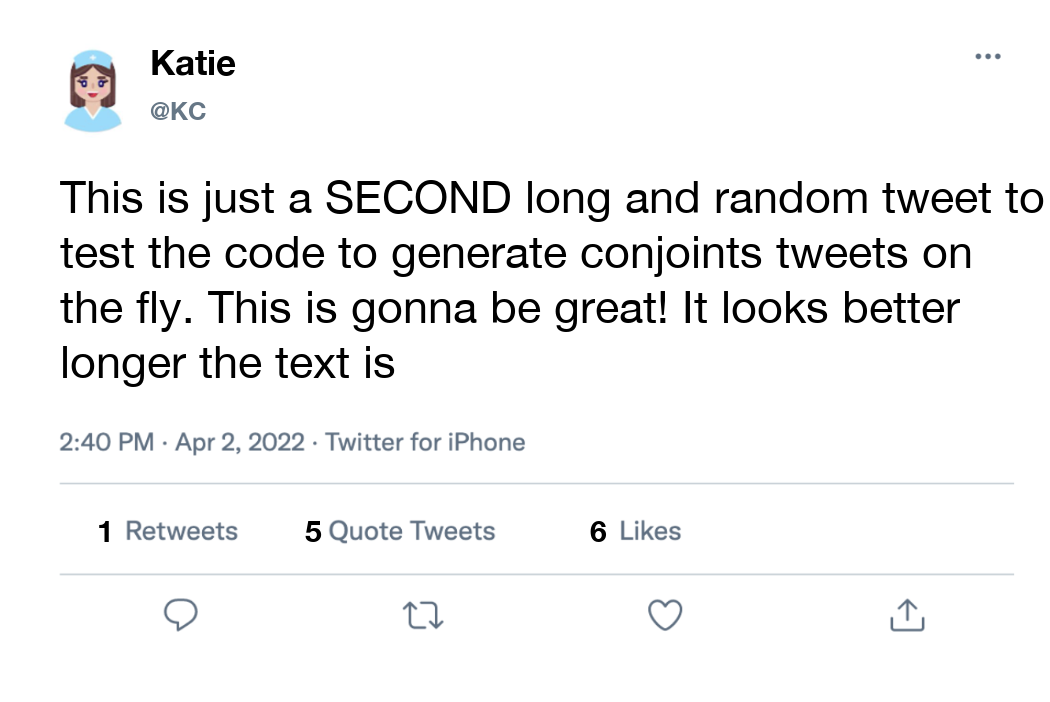 Katie
@KC
This is just a SECOND long and random tweet to
test the code to generate conjoints tweets on
the fly. This is gonna be great! It looks better
longer the text is
2:40 PM · Apr 2, 2022 · Twitter for iPhone
1 Retweets 5 Quote Tweets 6 Likes